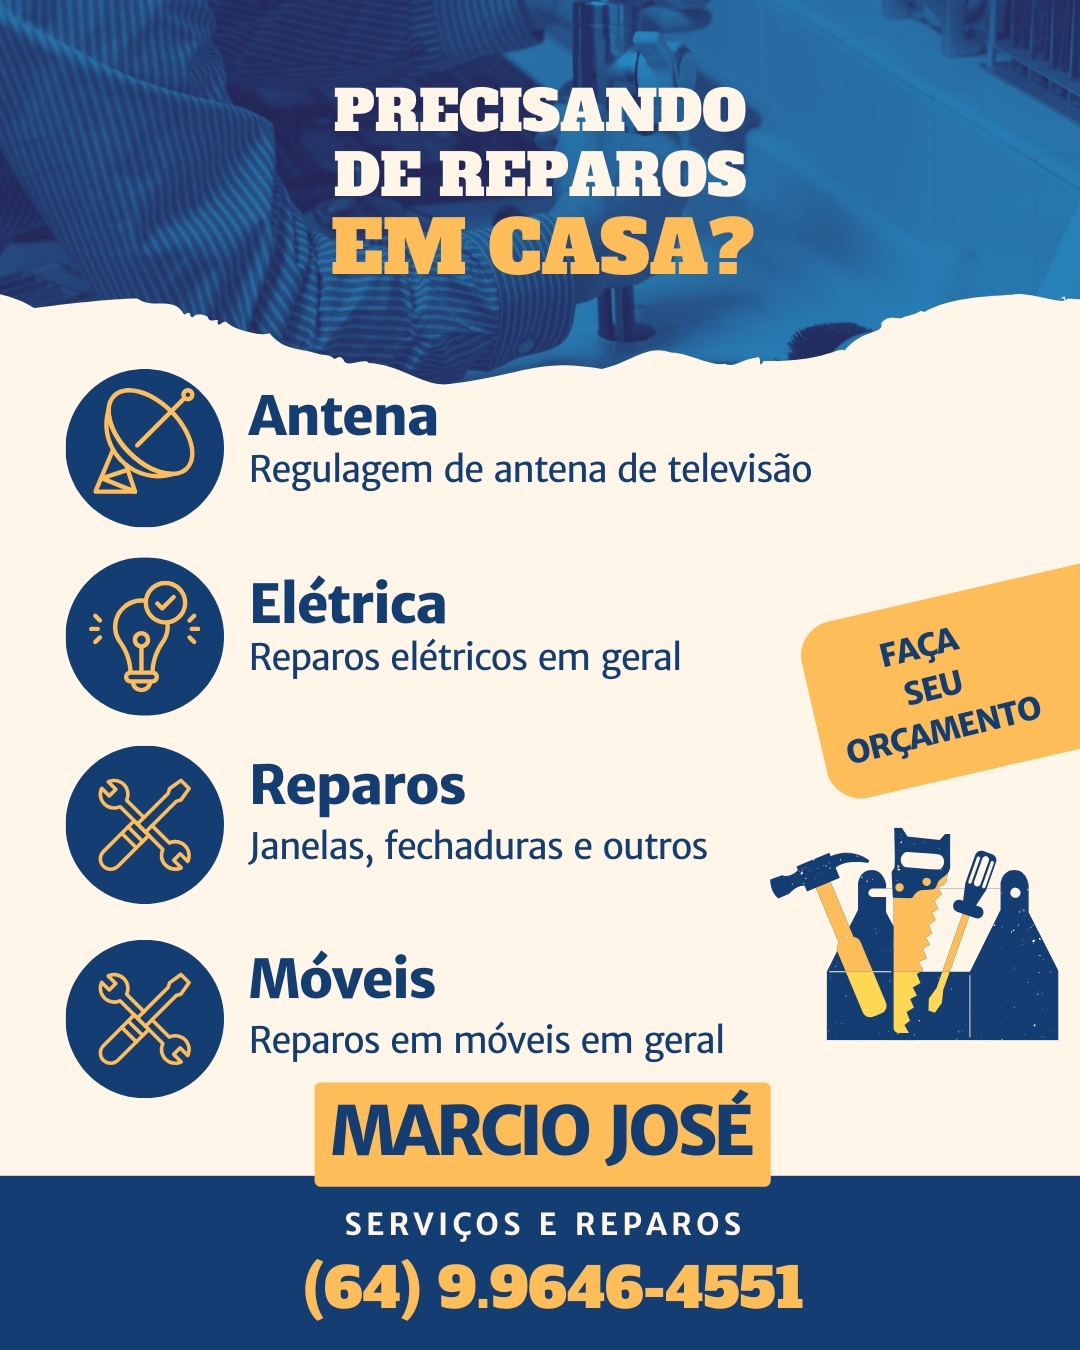 PRECISANDO
DE REPAROS
EM CASA?
Antena
Regulagem de antena de televisão
Elétrica
Reparos elétricos em geral
FAÇA
SEU
ORÇAMENTO
Reparos
Janelas, fechaduras e outros
Móveis
Reparos em móveis em geral
MARCIO JOSÉ
SERVIÇOS E REPAROS
(64) 9.9646-4551